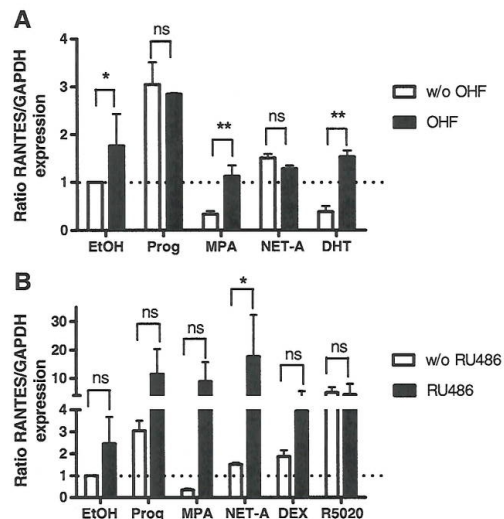 A
Ratio RANTES/GAPDH
expression
4
3
2
1
0
* ns ** ns **
EtOH Prog MPA NET-A DHT
w/o OHF
OHF
B
Ratio RANTES/GAPDH
expression
30
20
10
4
3
2
1
0
ns ns ns * ns ns
EtOH Prog MPA NET-A DEX R5020
w/o RU486
RU486